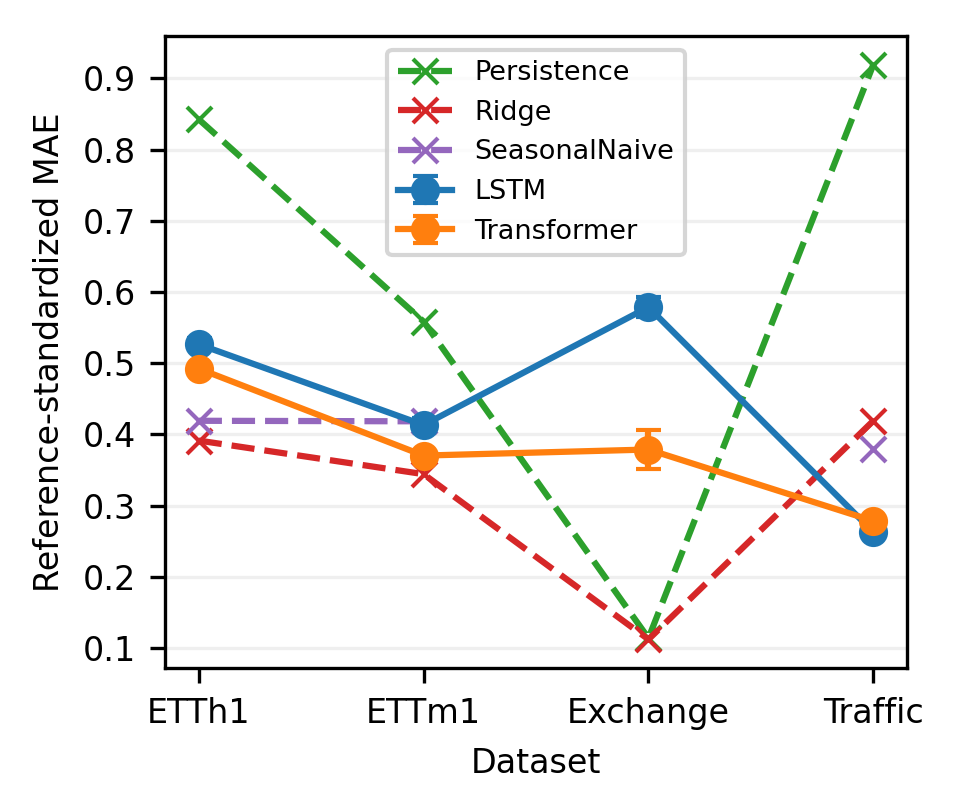 Reference-standardized MAE
0.9
0.8
0.7
0.6
0.5
0.4
0.3
0.2
0.1
Persistence
Ridge
SeasonalNaive
LSTM
Transformer
ETTh1 ETTm1 Exchange Traffic
Dataset